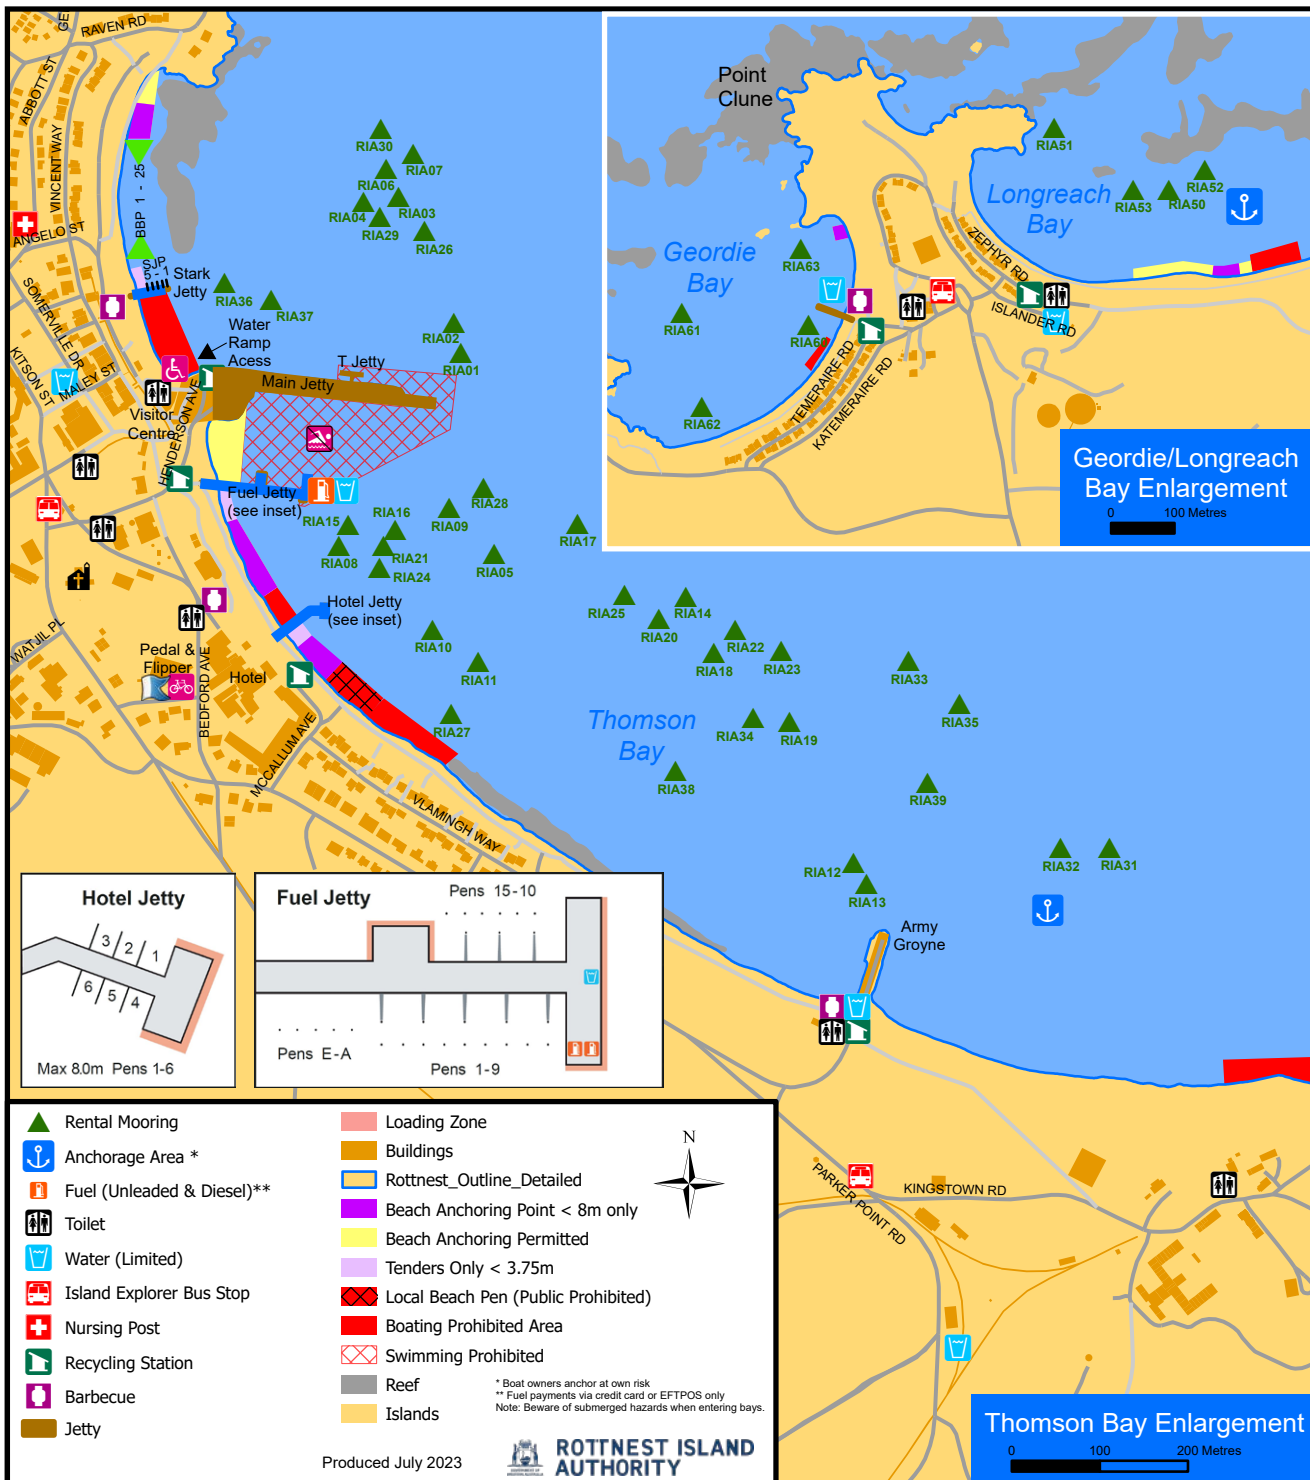 GE
RAVEN RD
ABBOTT ST
VINCENT WAY
ANGELO ST
BBP 1 - 25
SJP
5 - 1
Stark
Jetty
SOMERVILLE DR
KITSON ST
MALEY ST
Water
Ramp
Acess
T Jetty
Main Jetty
Visitor
Centre
HENDERSON AVE
Fuel Jetty
(see inset)
Hotel Jetty
(see inset)
WATJIL PL
Pedal &
Flipper
Hotel
BEDFORD AVE
MCCALLUM AVE
VLAMINGH WAY
RIA30
RIA07
RIA06
RIA04
RIA03
RIA29
RIA26
RIA36
RIA37
RIA02
RIA01
RIA28
RIA09
RIA16
RIA15
RIA17
RIA08
RIA21
RIA24
RIA05
RIA10
RIA11
RIA27
RIA25
RIA14
RIA20
RIA22
RIA18
RIA23
RIA33
RIA35
RIA34
RIA19
RIA38
RIA39
RIA12
RIA13
RIA32
RIA31
Thomson
Bay
Army
Groyne
PARKER POINT RD
KINGSTOWN RD
Point
Clune
Geordie
Bay
Longreach
Bay
RIA51
RIA52
RIA53
RIA50
RIA63
RIA61
RIA60
RIA62
ZEPHYR RD
ISLANDER RD
TEMERAIRE RD
KATEMERAIRE RD
Geordie/Longreach
Bay Enlargement
0 100 Metres
Hotel Jetty
3 2 1
6 5 4
Max 8.0m Pens 1-6
Fuel Jetty
Pens 15-10
Pens E-A
Pens 1-9
Rental Mooring
Anchorage Area *
Fuel (Unleaded & Diesel)**
Toilet
Water (Limited)
Island Explorer Bus Stop
Nursing Post
Recycling Station
Barbecue
Jetty
Loading Zone
Buildings
Rottnest_Outline_Detailed
Beach Anchoring Point < 8m only
Beach Anchoring Permitted
Tenders Only < 3.75m
Local Beach Pen (Public Prohibited)
Boating Prohibited Area
Swimming Prohibited
Reef
Islands
N
* Boat owners anchor at own risk
** Fuel payments via credit card or EFTPOS only
Note: Beware of submerged hazards when entering bays.
Produced July 2023
ROTTNEST ISLAND
AUTHORITY
Thomson Bay Enlargement
0 100 200 Metres